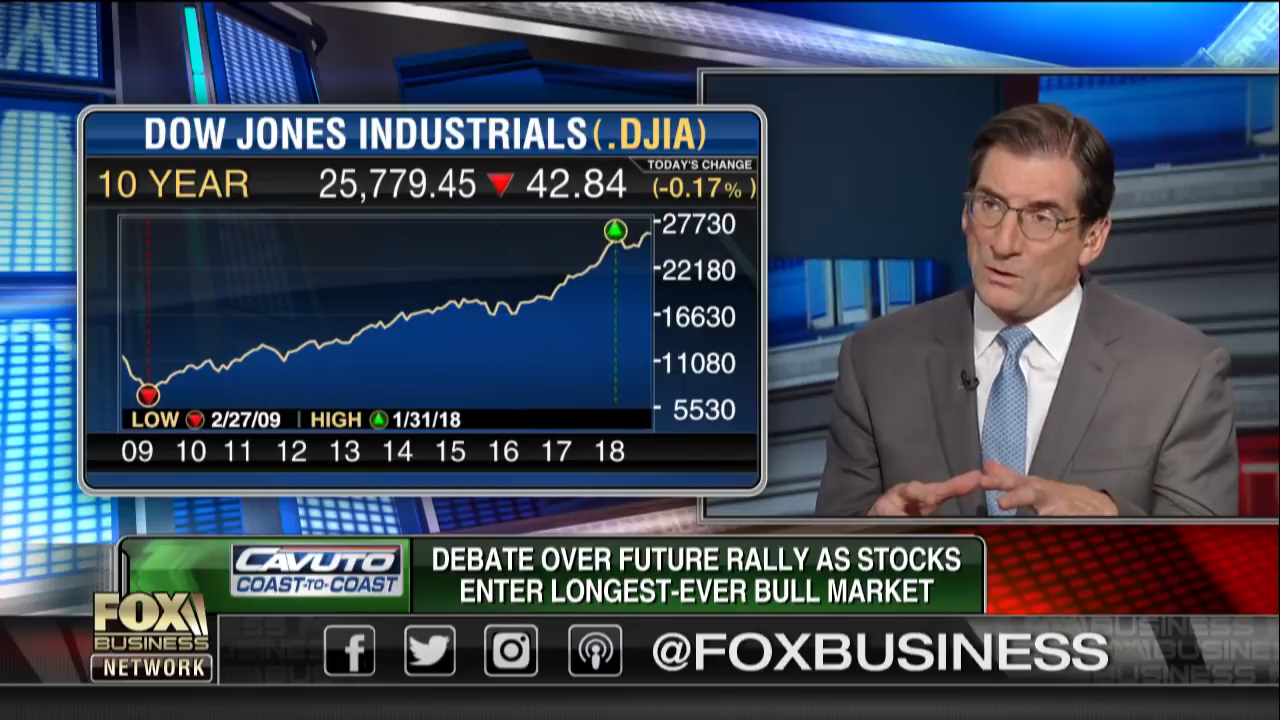 DOW JONES INDUSTRIALS (.DJIA)
TODAY'S CHANGE
10 YEAR 25,779.45 ▼ 42.84 (-0.17%)
27730
22180
16630
11080
5530
LOW 2/27/09 | HIGH 1/31/18
09 10 11 12 13 14 15 16 17 18
CAVUTO
COAST-TO-COAST
DEBATE OVER FUTURE RALLY AS STOCKS
ENTER LONGEST-EVER BULL MARKET
FOX
BUSINESS
NETWORK
@FOXBUSINESS